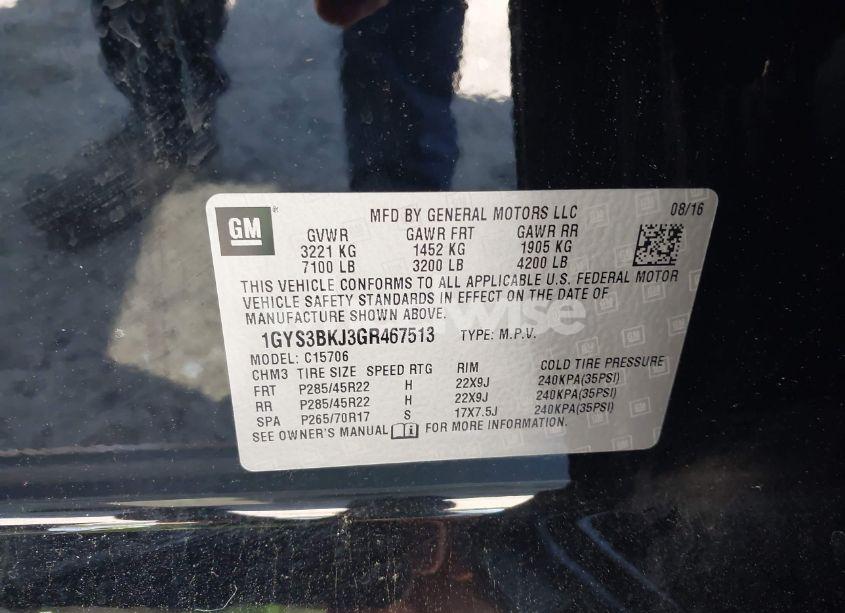 GM
MFD BY GENERAL MOTORS LLC 08/16
GVWR GAWR FRT GAWR RR
3221 KG 1452 KG 1905 KG
7100 LB 3200 LB 4200 LB
THIS VEHICLE CONFORMS TO ALL APPLICABLE U.S. FEDERAL MOTOR
VEHICLE SAFETY STANDARDS IN EFFECT ON THE DATE OF
MANUFACTURE SHOWN ABOVE.
1GYS3BKJ3GR467513 TYPE: M.P.V.
MODEL: C15706
CHM3 TIRE SIZE SPEED RTG RIM COLD TIRE PRESSURE
FRT P285/45R22 H 22X9J 240KPA(35PSI)
RR P285/45R22 H 22X9J 240KPA(35PSI)
SPA P265/70R17 S 17X7.5J 240KPA(35PSI)
SEE OWNER'S MANUAL FOR MORE INFORMATION.